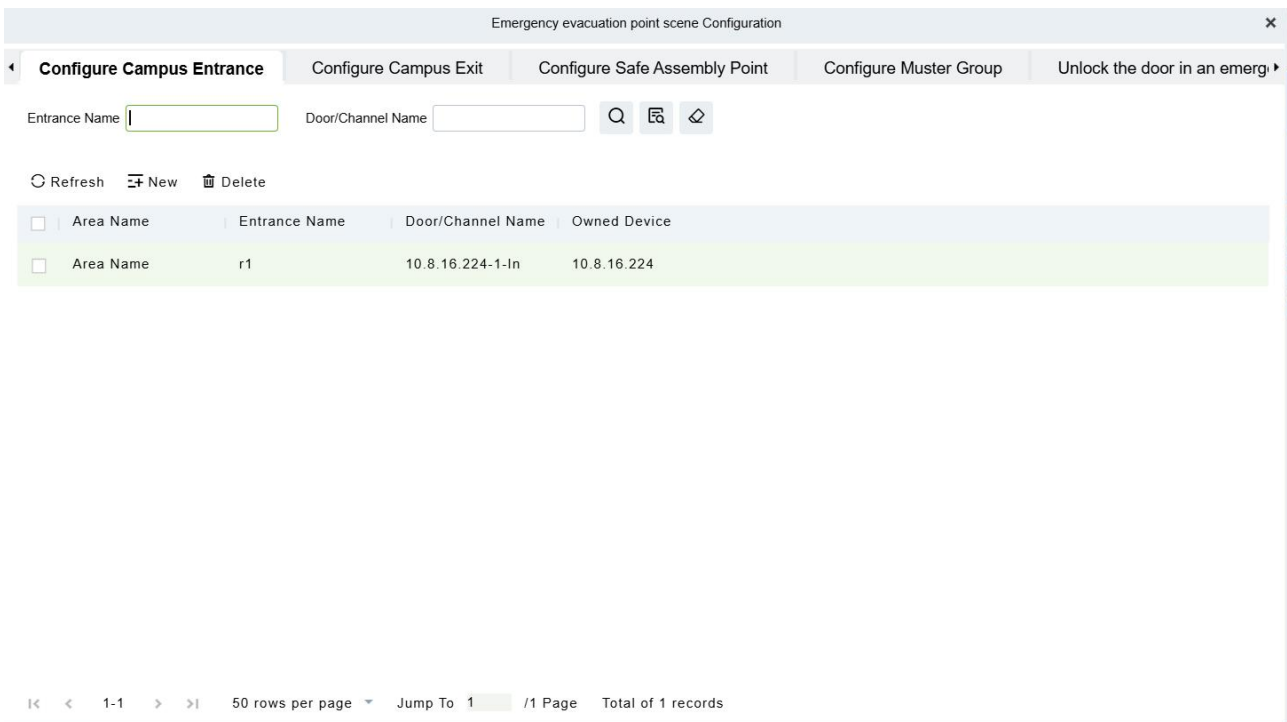 Emergency evacuation point scene Configuration
Configure Campus Entrance Configure Campus Exit Configure Safe Assembly Point Configure Muster Group Unlock the door in an emerg
Entrance Name Door/Channel Name
Refresh New Delete
Area Name Entrance Name Door/Channel Name Owned Device
Area Name r1 10.8.16.224-1-In 10.8.16.224
1-1 50 rows per page Jump To 1 /1 Page Total of 1 records